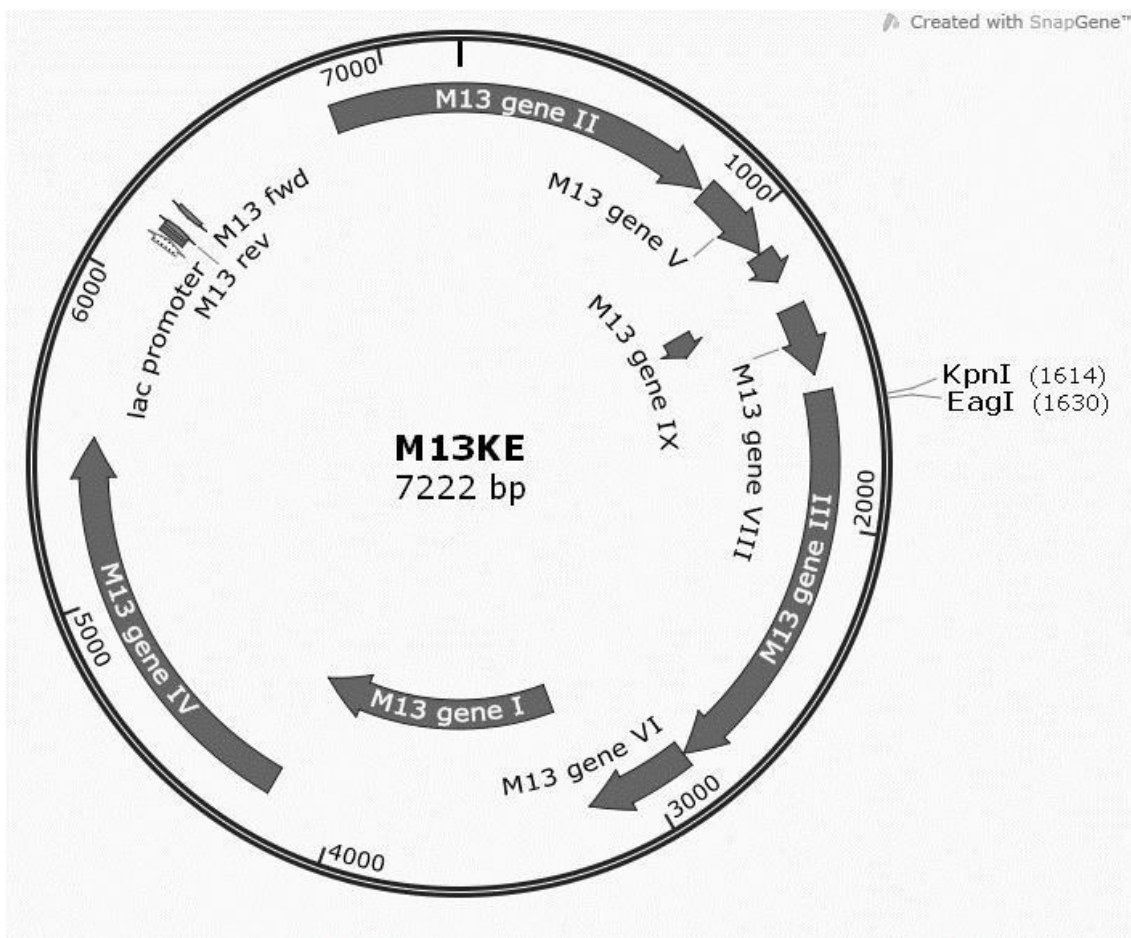 Created with SnapGene™
7000
M13 gene II
1000
M13 gene V
M13 fwd
M13 rev
lac promoter
6000
M13 gene IX
M13 gene VIII
KpnI (1614)
EagI (1630)
M13KE
7222 bp
2000
M13 gene III
M13 gene IV
5000
M13 gene I
M13 gene VI
3000
4000